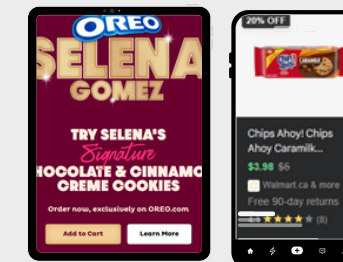 OREO
SELENA
GOMEZ
TRY SELENA'S
Signature
HOCOLATE & CINNAMO
CREME COOKIES
Order now, exclusively on OREO.com
Add to Cart
Learn More
20% OFF
Chips Ahoy! Chips
Ahoy Caramilk...
$3.98 $5
Walmart.ca & more
Free 90-day returns
(8)